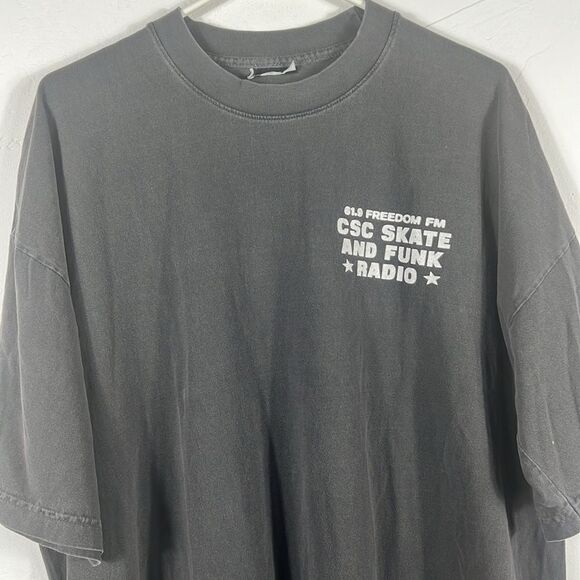 61.9 FREEDOM FM
CSC SKATE
AND FUNK
★RADIO★